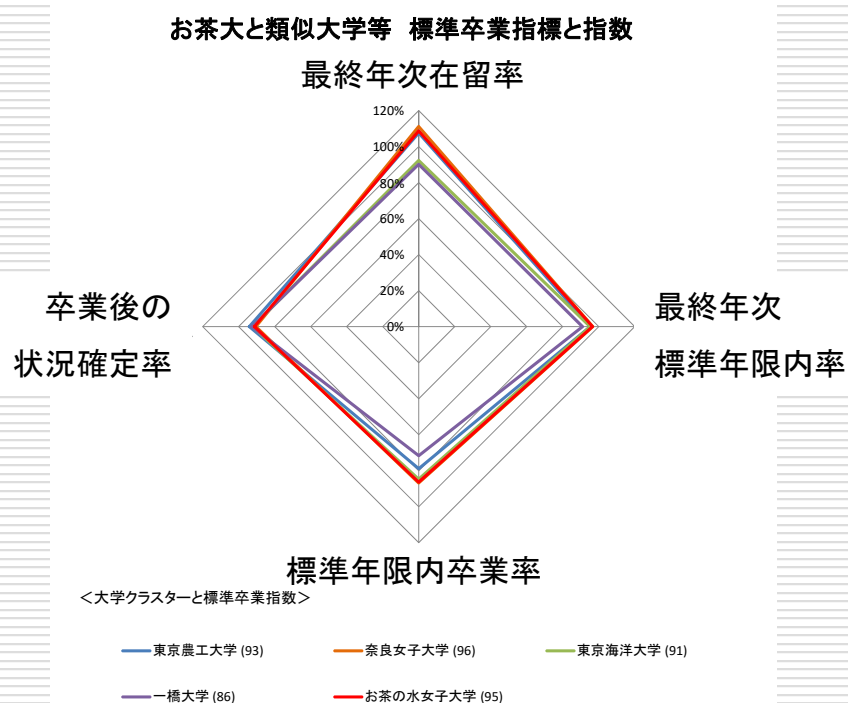 お茶大と類似大学等 標準卒業指標と指数
最終年次在留率
120%
100%
80%
60%
40%
20%
0%
卒業後の
状況確定率
最終年次
標準年限内率
標準年限内卒業率
＜大学クラスターと標準卒業指数＞
東京農工大学 (93)
奈良女子大学 (96)
東京海洋大学 (91)
一橋大学 (86)
お茶の水女子大学 (95)